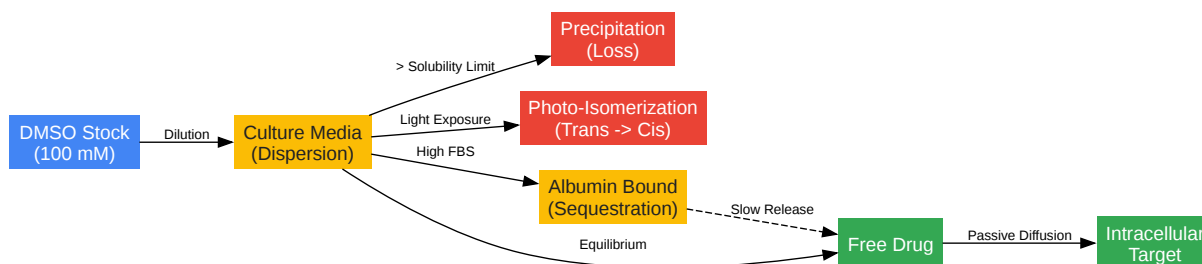 Precipitation
(Loss)
> Solubility Limit
Photo-Isomerization
(Trans -> Cis)
Light Exposure
DMSO Stock
(100 mM)
Dilution
Culture Media
(Dispersion)
High FBS
Albumin Bound
(Sequestration)
Slow Release
Equilibrium
Free Drug
Passive Diffusion
Intracellular
Target